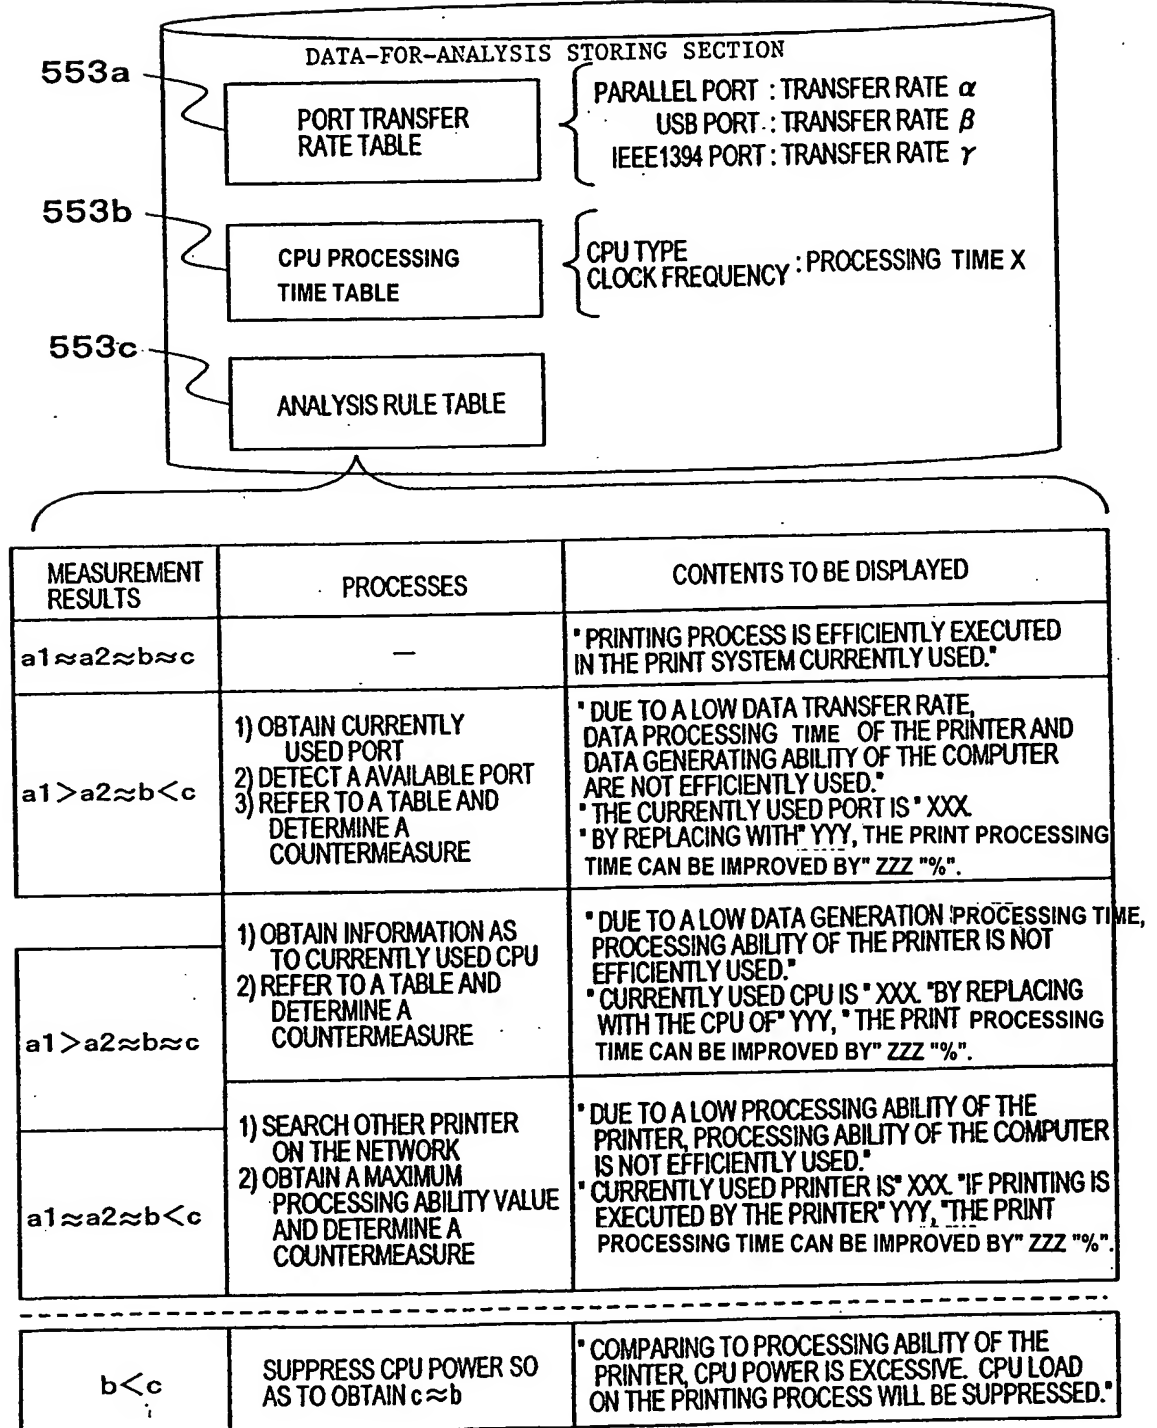 DATA-FOR-ANALYSIS STORING SECTION
553a
PORT TRANSFER
RATE TABLE
PARALLEL PORT : TRANSFER RATE α
USB PORT : TRANSFER RATE β
IEEE1394 PORT : TRANSFER RATE γ
553b
CPU PROCESSING
TIME TABLE
CPU TYPE
CLOCK FREQUENCY : PROCESSING TIME X
553c
ANALYSIS RULE TABLE
MEASUREMENT
RESULTS
PROCESSES
CONTENTS TO BE DISPLAYED
a1≈a2≈b≈c
—
" PRINTING PROCESS IS EFFICIENTLY EXECUTED
IN THE PRINT SYSTEM CURRENTLY USED."
a1>a2≈b<c
1) OBTAIN CURRENTLY
USED PORT
2) DETECT A AVAILABLE PORT
3) REFER TO A TABLE AND
DETERMINE A
COUNTERMEASURE
" DUE TO A LOW DATA TRANSFER RATE,
DATA PROCESSING TIME OF THE PRINTER AND
DATA GENERATING ABILITY OF THE COMPUTER
ARE NOT EFFICIENTLY USED."
" THE CURRENTLY USED PORT IS " XXX.
" BY REPLACING WITH" YYY, THE PRINT PROCESSING
TIME CAN BE IMPROVED BY" ZZZ "%".
a1>a2≈b≈c
1) OBTAIN INFORMATION AS
TO CURRENTLY USED CPU
2) REFER TO A TABLE AND
DETERMINE A
COUNTERMEASURE
" DUE TO A LOW DATA GENERATION PROCESSING TIME,
PROCESSING ABILITY OF THE PRINTER IS NOT
EFFICIENTLY USED."
" CURRENTLY USED CPU IS " XXX. "BY REPLACING
WITH THE CPU OF" YYY, " THE PRINT PROCESSING
TIME CAN BE IMPROVED BY" ZZZ "%".
a1≈a2≈b<c
1) SEARCH OTHER PRINTER
ON THE NETWORK
2) OBTAIN A MAXIMUM
PROCESSING ABILITY VALUE
AND DETERMINE A
COUNTERMEASURE
" DUE TO A LOW PROCESSING ABILITY OF THE
PRINTER, PROCESSING ABILITY OF THE COMPUTER
IS NOT EFFICIENTLY USED."
" CURRENTLY USED PRINTER IS" XXX. "IF PRINTING IS
EXECUTED BY THE PRINTER" YYY, "THE PRINT
PROCESSING TIME CAN BE IMPROVED BY" ZZZ "%".
b<c
SUPPRESS CPU POWER SO
AS TO OBTAIN c≈b
" COMPARING TO PROCESSING ABILITY OF THE
PRINTER, CPU POWER IS EXCESSIVE. CPU LOAD
ON THE PRINTING PROCESS WILL BE SUPPRESSED."